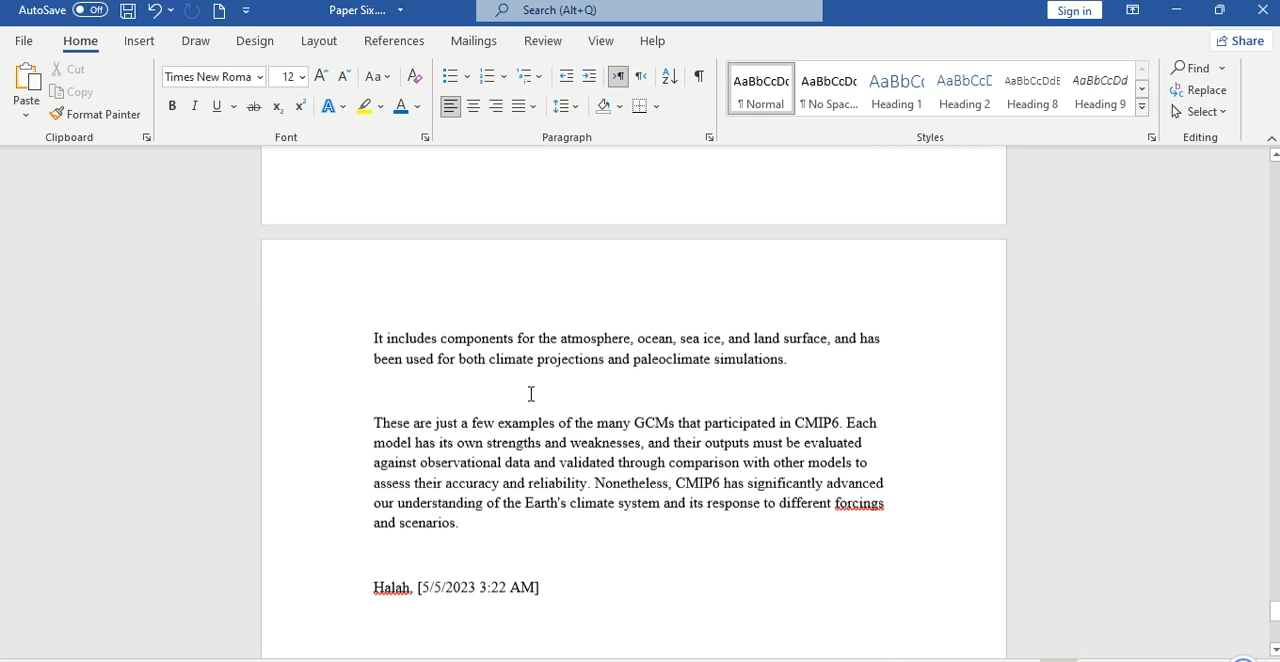 AutoSave Off Paper Six.... Search (Alt+Q) Sign in
File Home Insert Draw Design Layout References Mailings Review View Help Share
Paste Cut Copy Format Painter
Times New Roma 12 Aa
B I U ab x₂ x² A A
AaBbCcDc ¶ Normal
AaBbCcDc ¶ No Spac...
AaBbCc Heading 1
AaBbCcD Heading 2
AaBbCcDdE Heading 8
AaBbCcDd Heading 9
Find
Replace
Select
Clipboard Font Paragraph Styles Editing
It includes components for the atmosphere, ocean, sea ice, and land surface, and has
been used for both climate projections and paleoclimate simulations.
These are just a few examples of the many GCMs that participated in CMIP6. Each
model has its own strengths and weaknesses, and their outputs must be evaluated
against observational data and validated through comparison with other models to
assess their accuracy and reliability. Nonetheless, CMIP6 has significantly advanced
our understanding of the Earth's climate system and its response to different forcings
and scenarios.
Halah, [5/5/2023 3:22 AM]